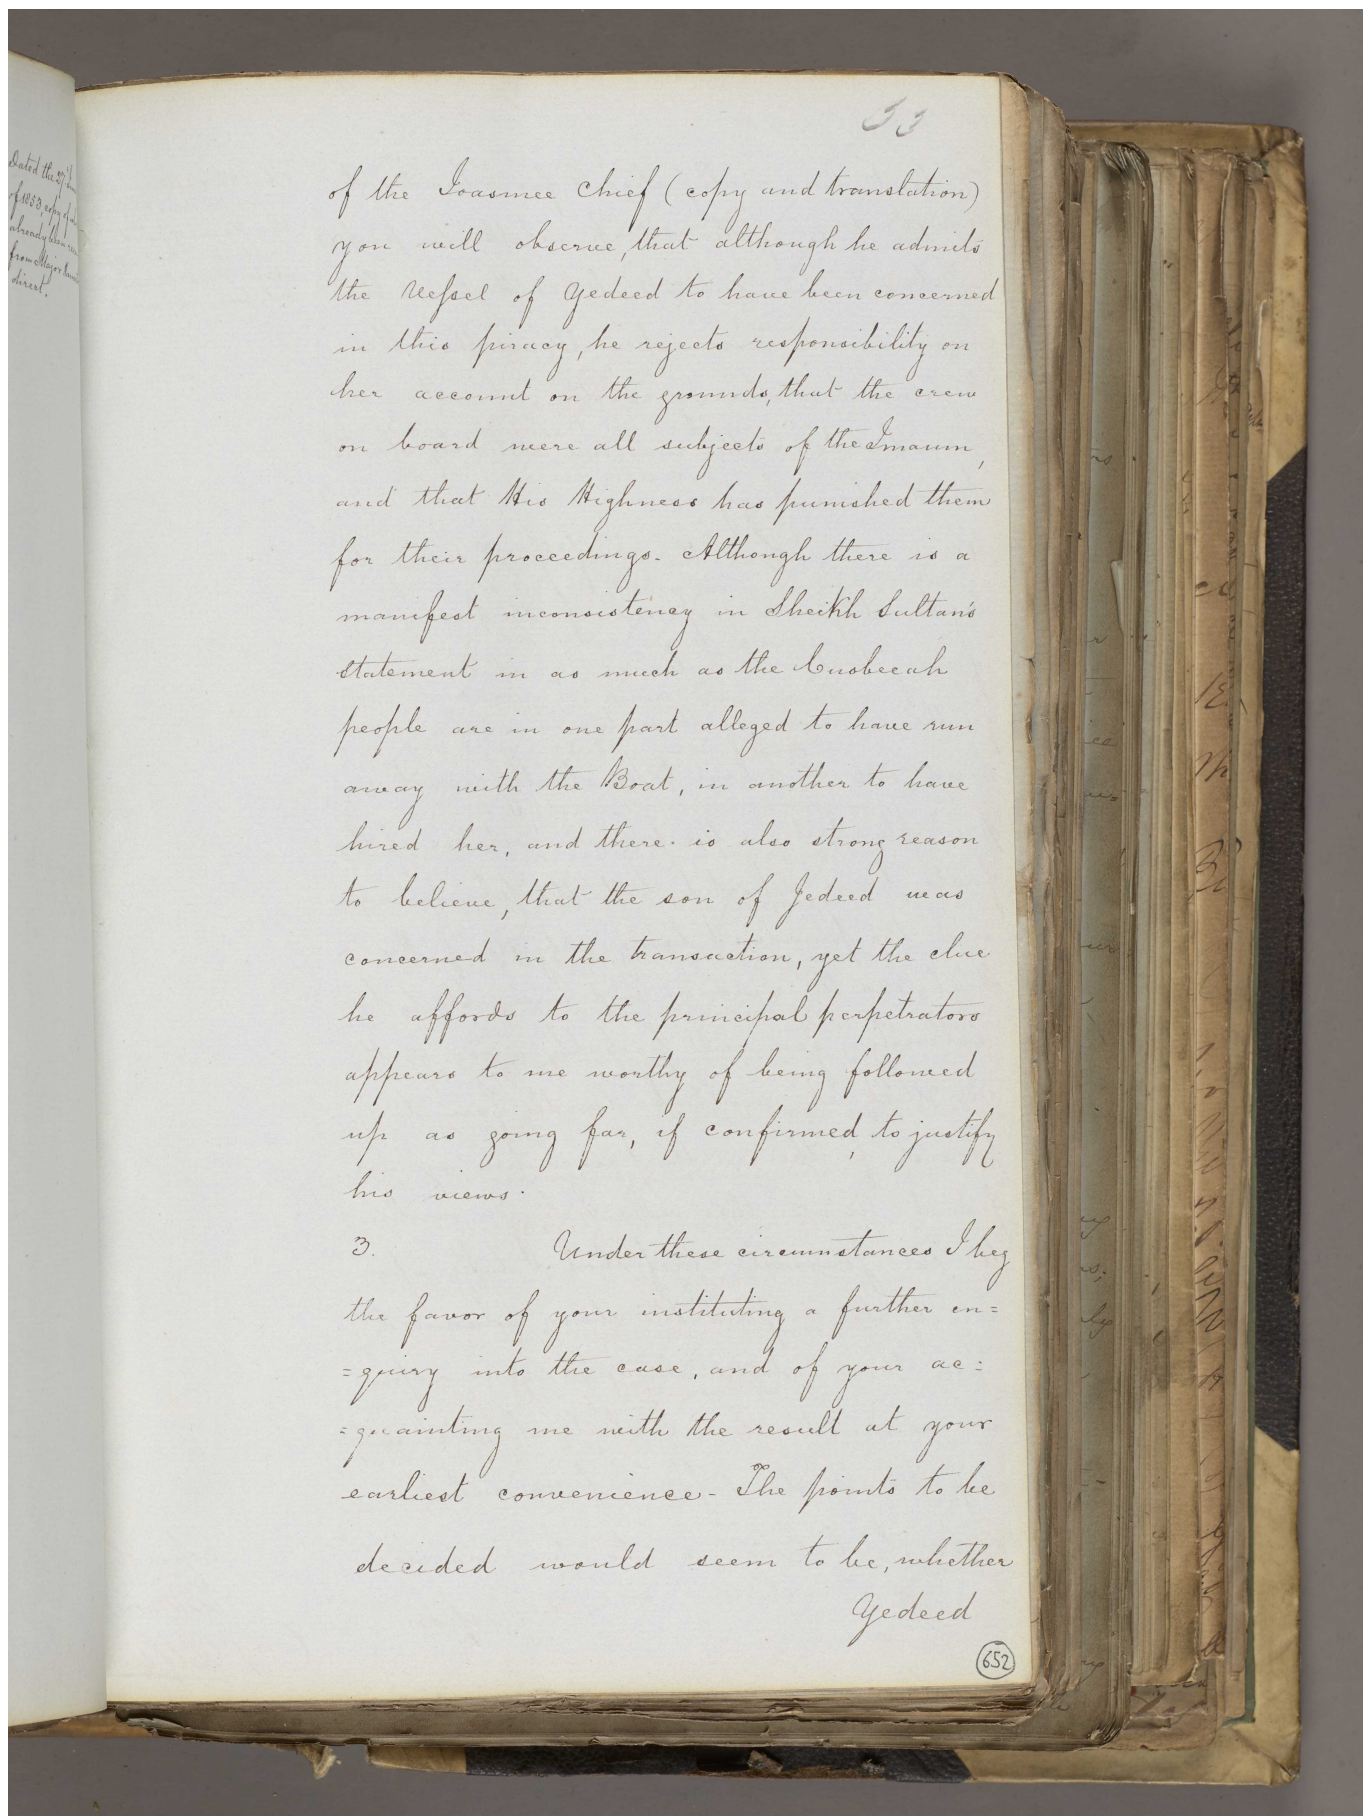 33
Dated the 27th
of 1853, copy of
already been
from Major
direct.
of the Joasmee Chief (copy and translation)
you will observe, that although he admits
the Vessel of Yedeed to have been concerned
in this piracy, he rejects responsibility on
her account on the grounds, that the crew
on board were all subjects of the Imaum,
and that His Highness has punished them
for their proceedings. Although there is a
manifest inconsistency in Sheikh Sultan's
statement in as much as the Cusbeeah
people are in one part alleged to have run
away with the Boat, in another to have
hired her, and there is also strong reason
to believe, that the son of Jedeed was
concerned in the transaction, yet the clue
he affords to the principal perpetrators
appears to me worthy of being followed
up as going far, if confirmed, to justify
his views.
3. Under these circumstances I beg
the favor of your instituting a further en=
=quiry into the case, and of your ac=
=quainting me with the result at your
earliest convenience - The points to be
decided would seem to be, whether
Yedeed
652